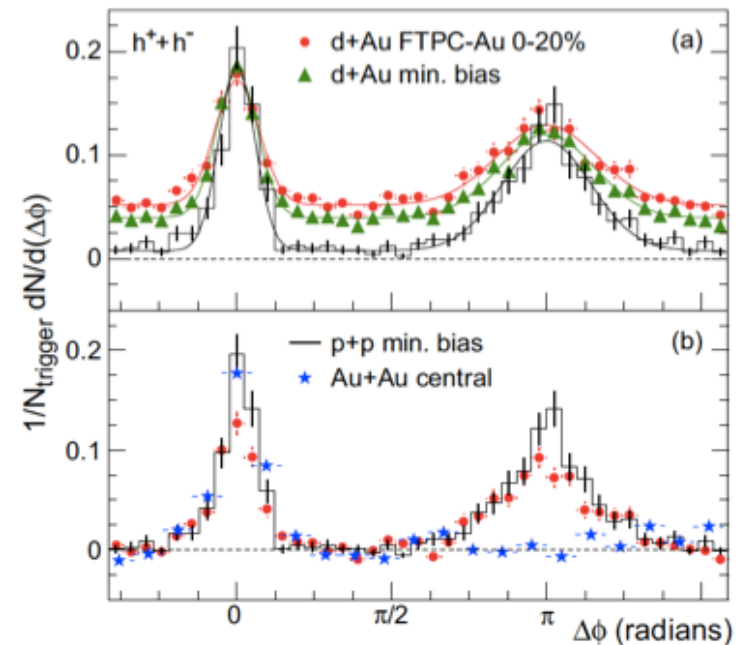 h⁺+h⁻
d+Au FTPC-Au 0-20%
(a)
d+Au min. bias
0.2
0.1
0
1/N_trigger dN/d(Δϕ)
p+p min. bias
(b)
Au+Au central
0.2
0.1
0
0
π/2
π
Δϕ (radians)